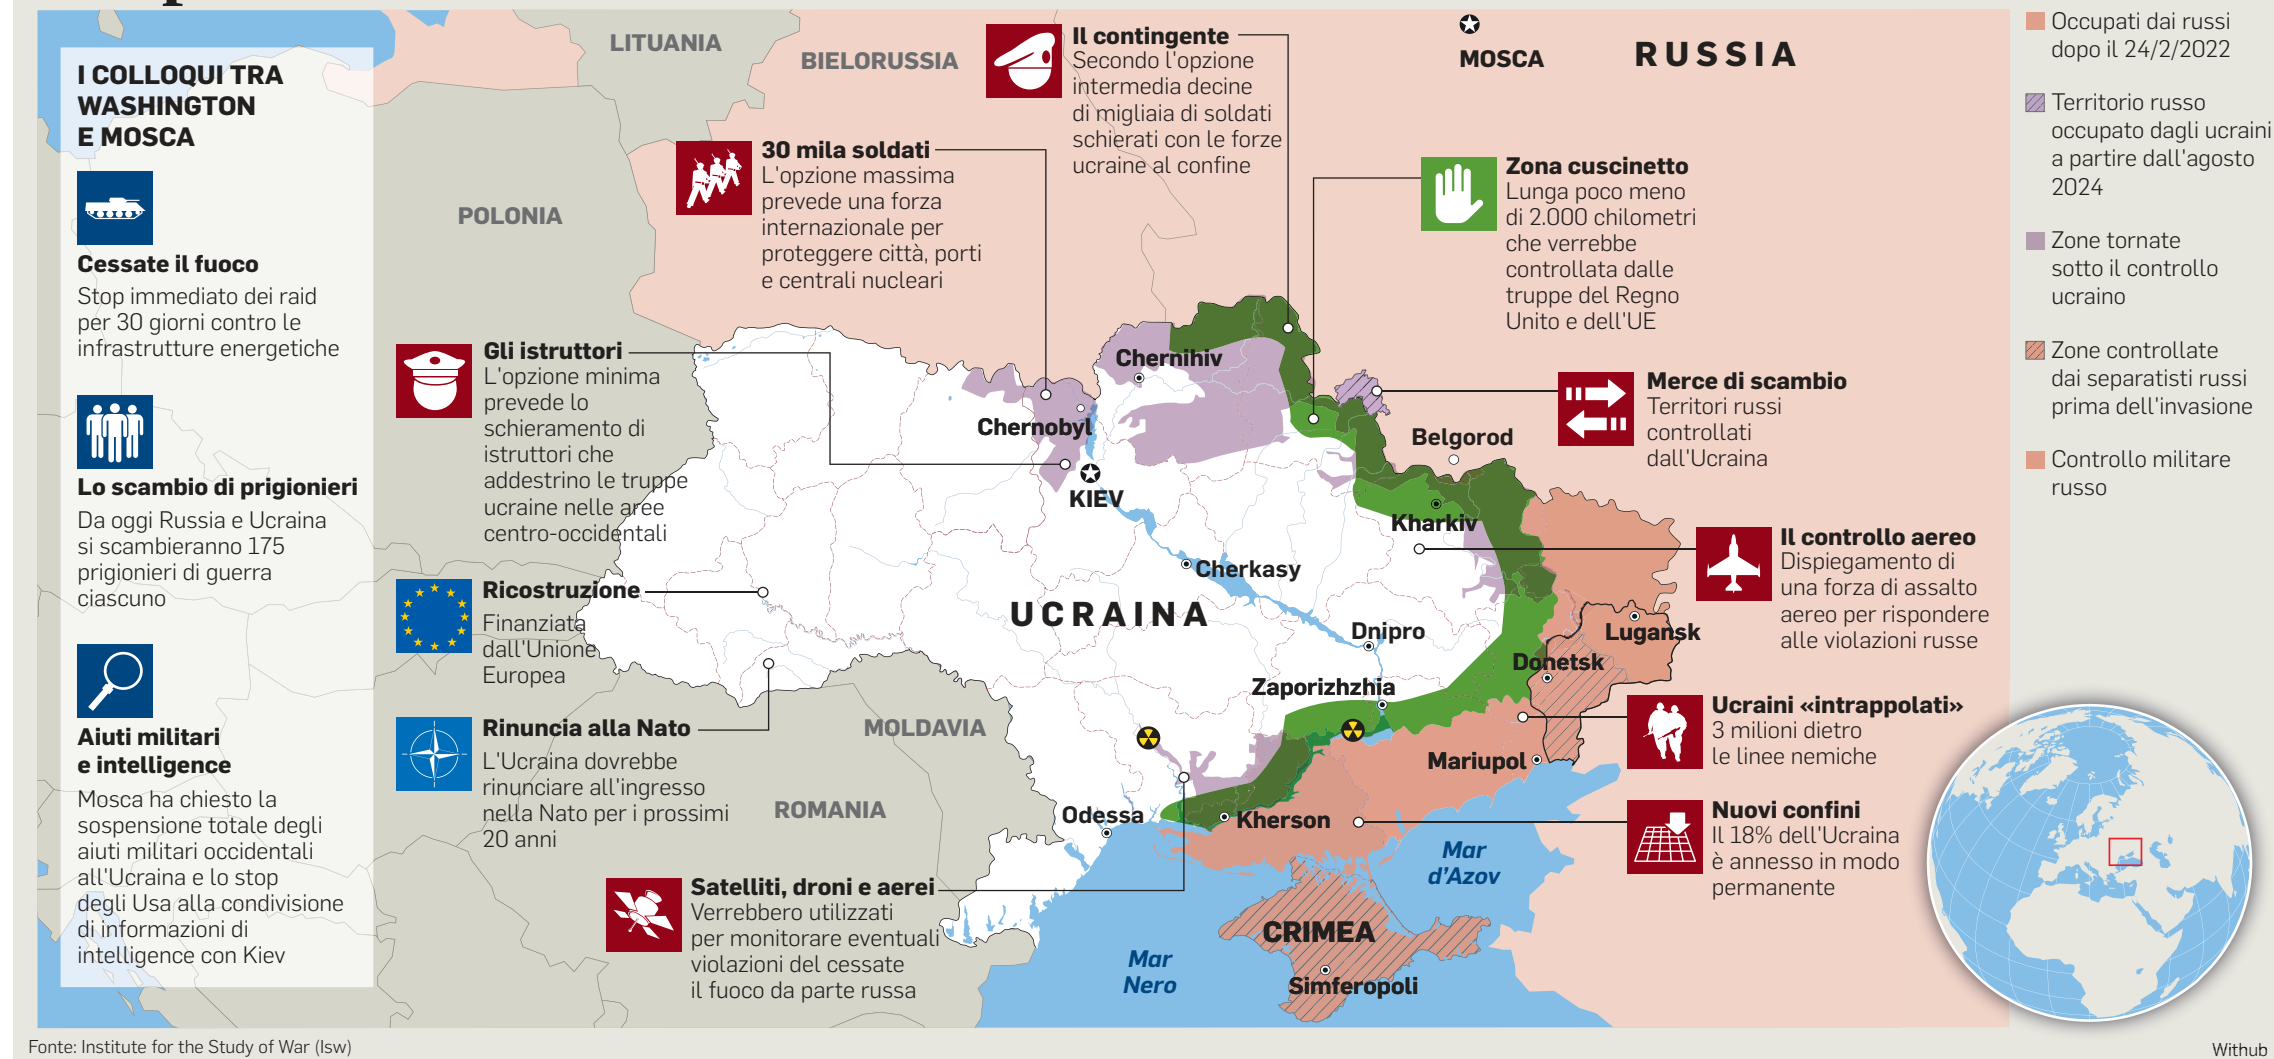 I COLLOQUI TRA
WASHINGTON
E MOSCA
Cessate il fuoco
Stop immediato dei raid
per 30 giorni contro le
infrastrutture energetiche
Lo scambio di prigionieri
Da oggi Russia e Ucraina
si scambieranno 175
prigionieri di guerra
ciascuno
Aiuti militari
e intelligence
Mosca ha chiesto la
sospensione totale degli
aiuti militari occidentali
all'Ucraina e lo stop
degli Usa alla condivisione
di informazioni di
intelligence con Kiev
LITUANIA
BIELORUSSIA
POLONIA
MOSCA
RUSSIA
Il contingente
Secondo l'opzione
intermedia decine
di migliaia di soldati
schierati con le forze
ucraine al confine
30 mila soldati
L'opzione massima
prevede una forza
internazionale per
proteggere città, porti
e centrali nucleari
Zona cuscinetto
Lunga poco meno
di 2.000 chilometri
che verrebbe
controllata dalle
truppe del Regno
Unito e dell'UE
Gli istruttori
L'opzione minima
prevede lo
schieramento di
istruttori che
addestrino le truppe
ucraine nelle aree
centro-occidentali
Merce di scambio
Territori russi
controllati
dall'Ucraina
Il controllo aereo
Dispiegamento di
una forza di assalto
aereo per rispondere
alle violazioni russe
Ricostruzione
Finanziata
dall'Unione
Europea
Rinuncia alla Nato
L'Ucraina dovrebbe
rinunciare all'ingresso
nella Nato per i prossimi
20 anni
Ucraini «intrappolati»
3 milioni dietro
le linee nemiche
Nuovi confini
Il 18% dell'Ucraina
è annesso in modo
permanente
Satelliti, droni e aerei
Verrebbero utilizzati
per monitorare eventuali
violazioni del cessate
il fuoco da parte russa
Chernihiv
Chernobyl
KIEV
Belgorod
Kharkiv
Cherkasy
UCRAINA
Dnipro
Lugansk
Donetsk
Zaporizhzhia
MOLDAVIA
Mariupol
ROMANIA
Odessa
Kherson
Mar
d'Azov
CRIMEA
Simferopoli
Mar
Nero
Occupati dai russi
dopo il 24/2/2022
Territorio russo
occupato dagli ucraini
a partire dall'agosto
2024
Zone tornate
sotto il controllo
ucraino
Zone controllate
dai separatisti russi
prima dell'invasione
Controllo militare
russo
Fonte: Institute for the Study of War (Isw)
Withub